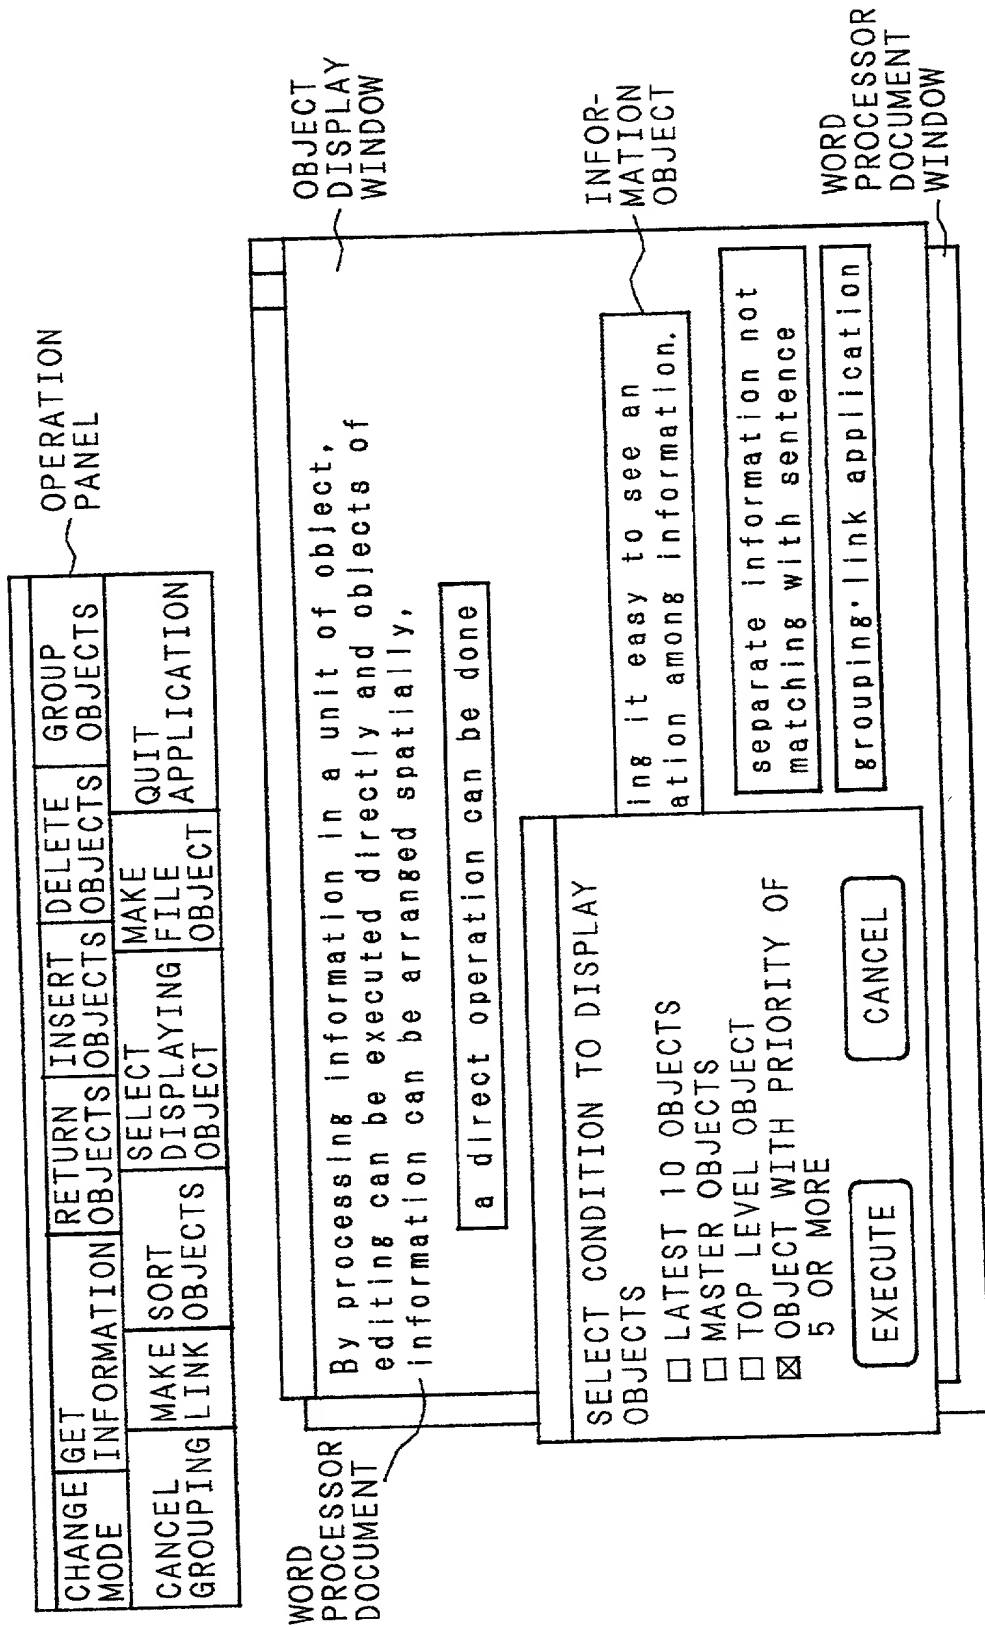 CHANGE
MODE
GET
INFORMATION
RETURN
OBJECTS
INSERT
OBJECTS
DELETE
OBJECTS
GROUP
OBJECTS
CANCEL
GROUPING
MAKE
LINK
SORT
OBJECTS
SELECT
DISPLAYING
OBJECT
MAKE
FILE
OBJECT
QUIT
APPLICATION
OPERATION
PANEL
WORD
PROCESSOR
DOCUMENT
By processing information in a unit of object,
editing can be executed directly and objects of
information can be arranged spatially,
a direct operation can be done
OBJECT
DISPLAY
WINDOW
SELECT CONDITION TO DISPLAY
OBJECTS
☐ LATEST 10 OBJECTS
☐ MASTER OBJECTS
☐ TOP LEVEL OBJECT
☒ OBJECT WITH PRIORITY OF
5 OR MORE
EXECUTE
CANCEL
ing it easy to see an
ation among information.
INFOR-
MATION
OBJECT
separate information not
matching with sentence
grouping·link application
WORD
PROCESSOR
DOCUMENT
WINDOW